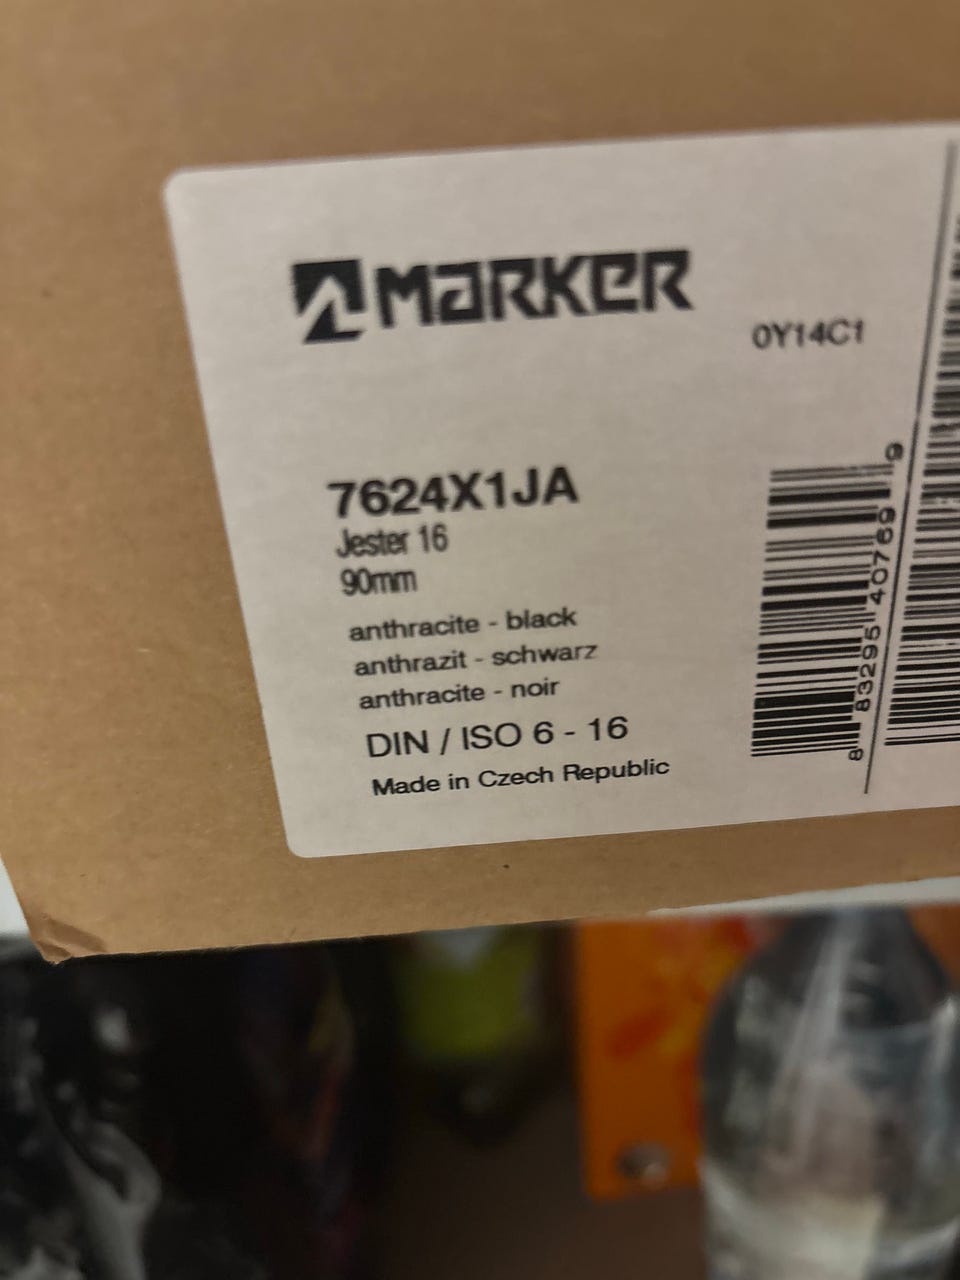 MARKER
0Y14C1
7624X1JA
Jester 16
90mm
anthracite - black
anthrazit - schwarz
anthracite - noir
DIN / ISO 6 - 16
Made in Czech Republic
8 83295 40769 9